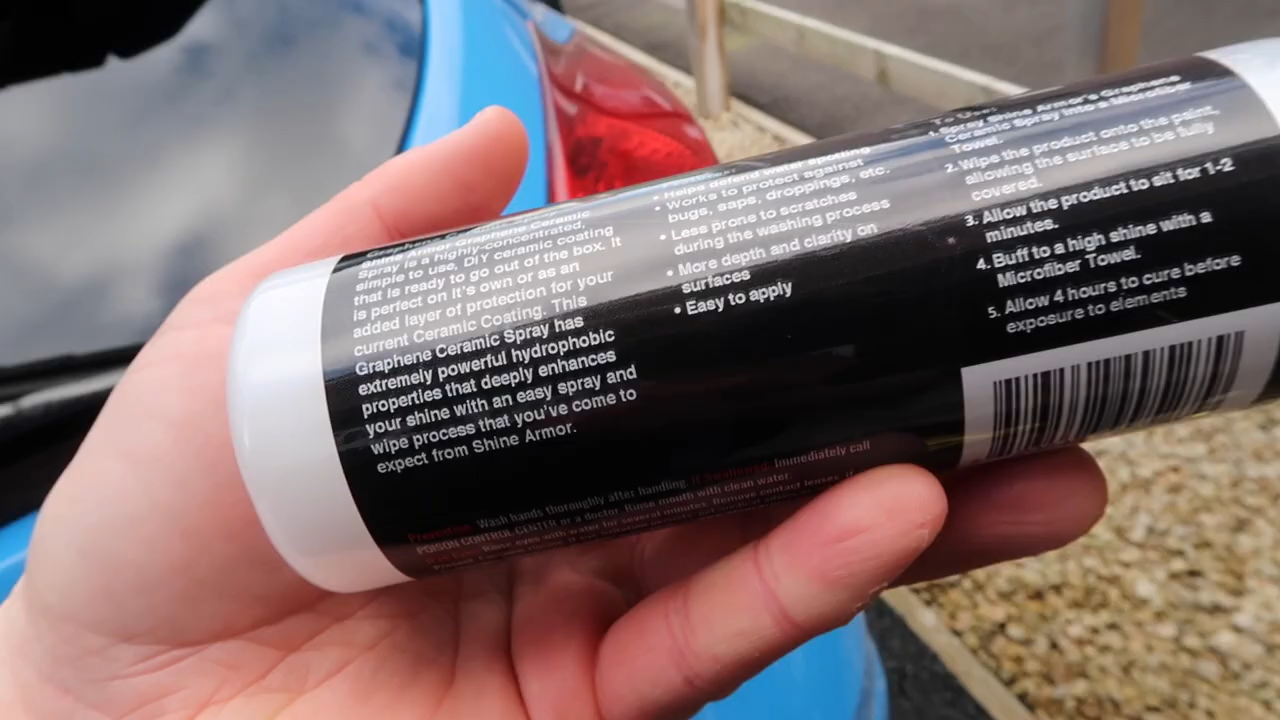 Shine Armor Graphene Ceramic
Spray is a highly-concentrated,
simple to use, DIY ceramic coating
that is ready to go out of the box. It
is perfect on it's own or as an
added layer of protection for your
current Ceramic Coating. This
Graphene Ceramic Spray has
extremely powerful hydrophobic
properties that deeply enhances
your shine with an easy spray and
wipe process that you've come to
expect from Shine Armor.
• Helps defend water spotting
• Works to protect against
bugs, saps, droppings, etc.
• Less prone to scratches
during the washing process
• More depth and clarity on
surfaces
• Easy to apply
To Use:
1. Spray Shine Armor's Graphene
Ceramic Spray into a Microfiber
Towel.
2. Wipe the product onto the paint,
allowing the surface to be fully
covered.
3. Allow the product to sit for 1-2
minutes.
4. Buff to a high shine with a
Microfiber Towel.
5. Allow 4 hours to cure before
exposure to elements
Wash hands thoroughly after handling. If Swallowed: Immediately call
POISON CONTROL CENTER or a doctor. Rinse mouth with clean water.
Rinse eyes with water for several minutes. Remove contact lenses, if